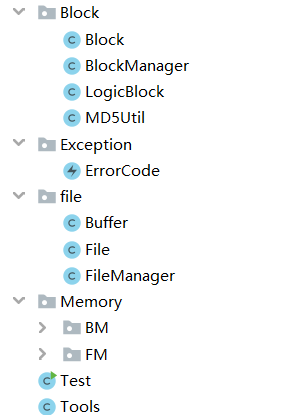 Block
Block
BlockManager
LogicBlock
MD5Util
Exception
ErrorCode
file
Buffer
File
FileManager
Memory
BM
FM
Test
Tools